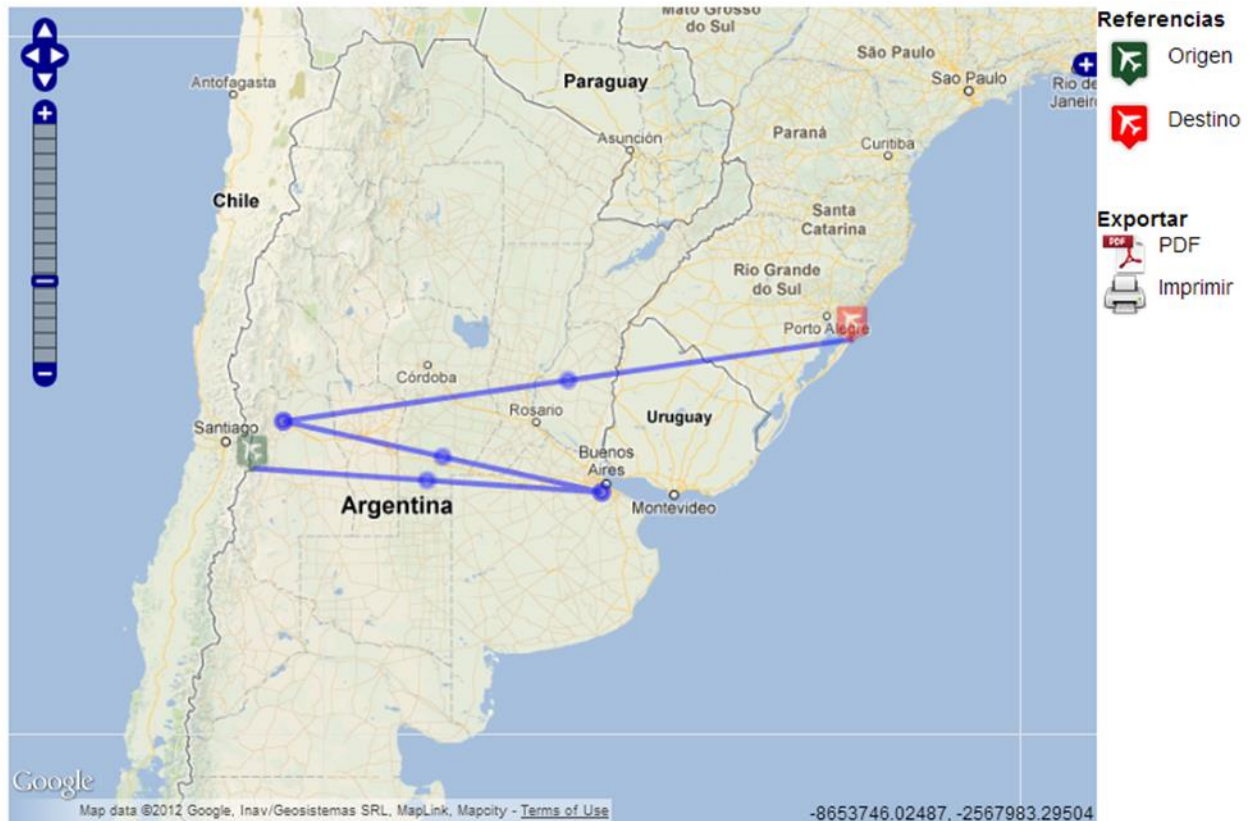 Mato Grosso
do Sul
São Paulo
Sao Paulo
Rio de
Janeiro
Antofagasta
Paraguay
Asunción
Paraná
Curitiba
Chile
Santa
Catarina
Rio Grande
do Sul
Porto Alegre
Córdoba
Rosario
Santiago
Uruguay
Buenos
Aires
Argentina
Montevideo
Google
Map data ©2012 Google, Inav/Geosistemas SRL, MapLink, Mapcity - Terms of Use
-8653746.02487, -2567983.29504
Referencias
Origen
Destino
Exportar
PDF
PDF
Imprimir